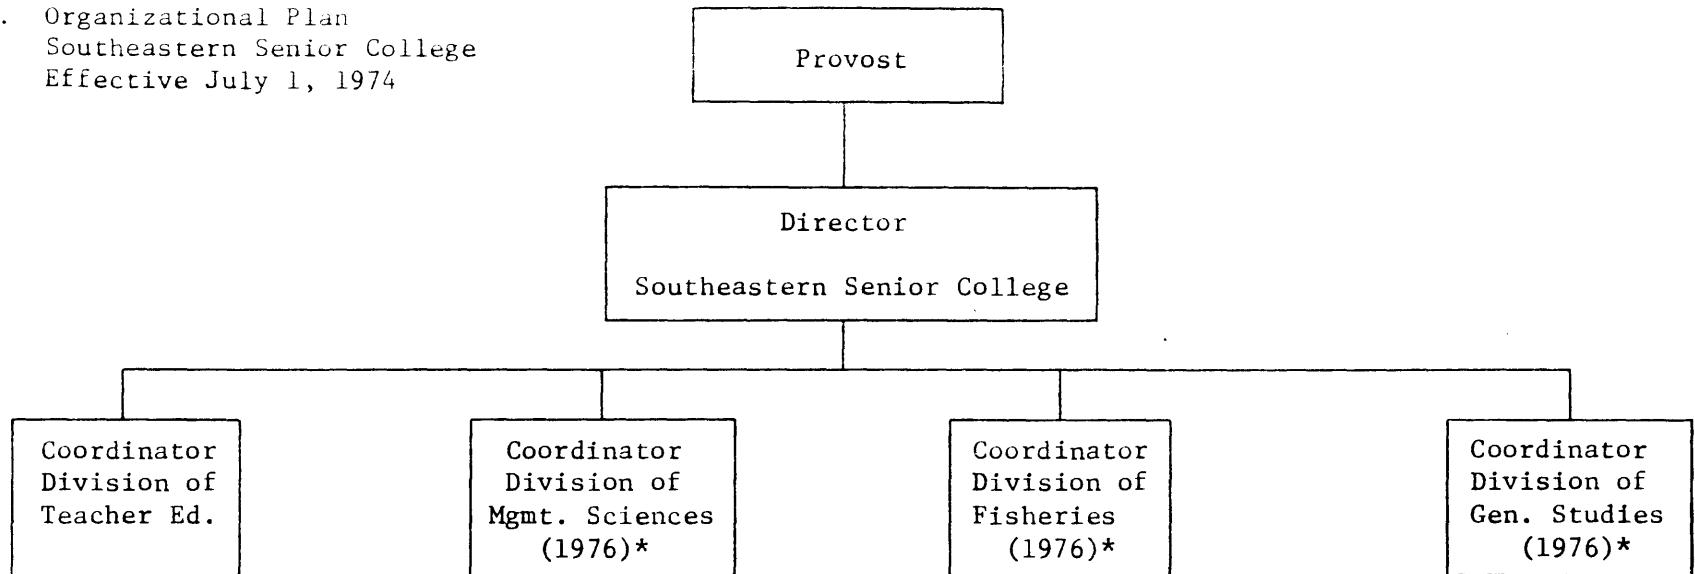 . Organizational Plan
Southeastern Senior College
Effective July 1, 1974
Provost
Director
Southeastern Senior College
Coordinator
Division of
Teacher Ed.
Coordinator
Division of
Mgmt. Sciences
(1976)*
Coordinator
Division of
Fisheries
(1976)*
Coordinator
Division of
Gen. Studies
(1976)*